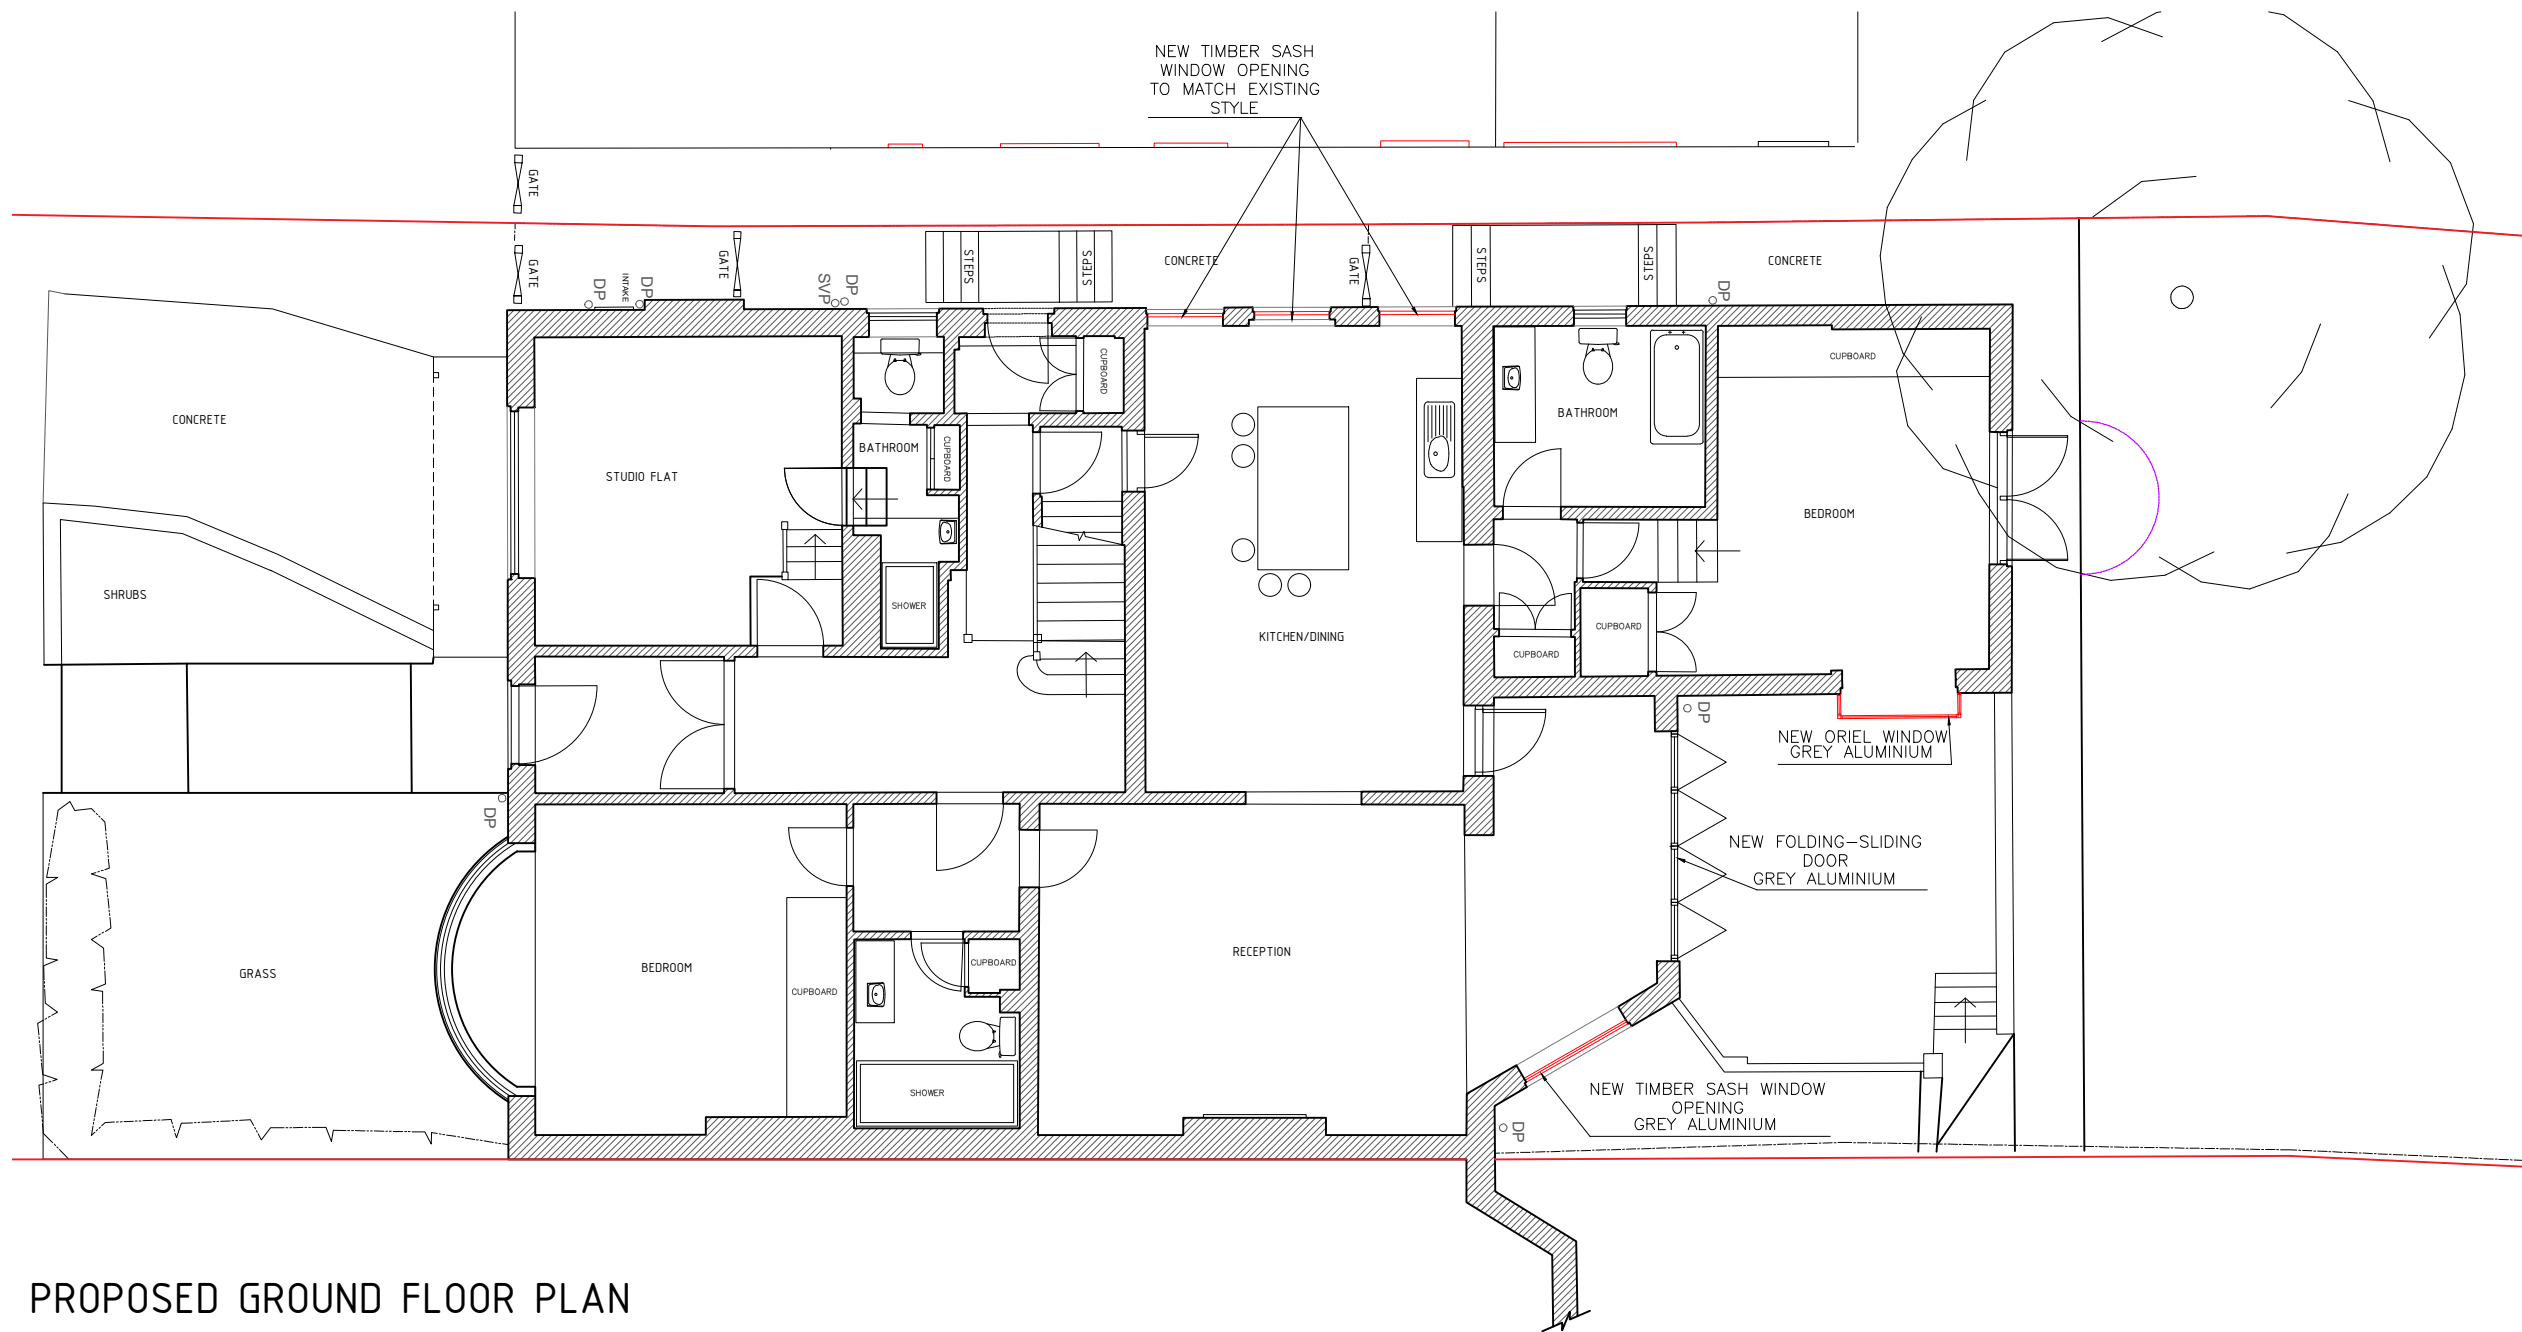 NEW TIMBER SASH
WINDOW OPENING
TO MATCH EXISTING
STYLE
GATE
GATE
GATE
STEPS
STEPS
CONCRETE
GATE
STEPS
STEPS
CONCRETE
DP
INTAKE
DP
SVP
DP
DP
CONCRETE
SHRUBS
STUDIO FLAT
BATHROOM
CUPBOARD
CUPBOARD
SHOWER
KITCHEN/DINING
BATHROOM
CUPBOARD
BEDROOM
CUPBOARD
CUPBOARD
DP
NEW ORIEL WINDOW
GREY ALUMINIUM
NEW FOLDING-SLIDING
DOOR
GREY ALUMINIUM
DP
GRASS
BEDROOM
CUPBOARD
CUPBOARD
SHOWER
RECEPTION
NEW TIMBER SASH WINDOW
OPENING
GREY ALUMINIUM
DP
PROPOSED GROUND FLOOR PLAN